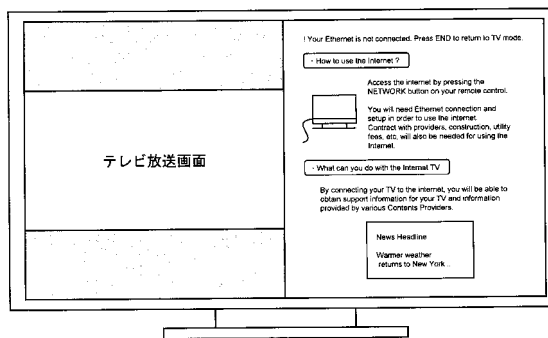 テレビ放送画面
! Your Ethernet is not connected. Press END to return to TV mode.
- How to use the Internet ?
Access the internet by pressing the
NETWORK button on your remote control.
You will need Ethernet connection and
setup in order to use the internet.
Contract with providers, construction, utility
fees, etc, will also be needed for using the
Internet.
- What can you do with the Internet TV
By connecting your TV to the internet, you will be able to
obtain support information for your TV and information
provided by various Contents Providers.
News Headline
Warmer weather
returns to New York...